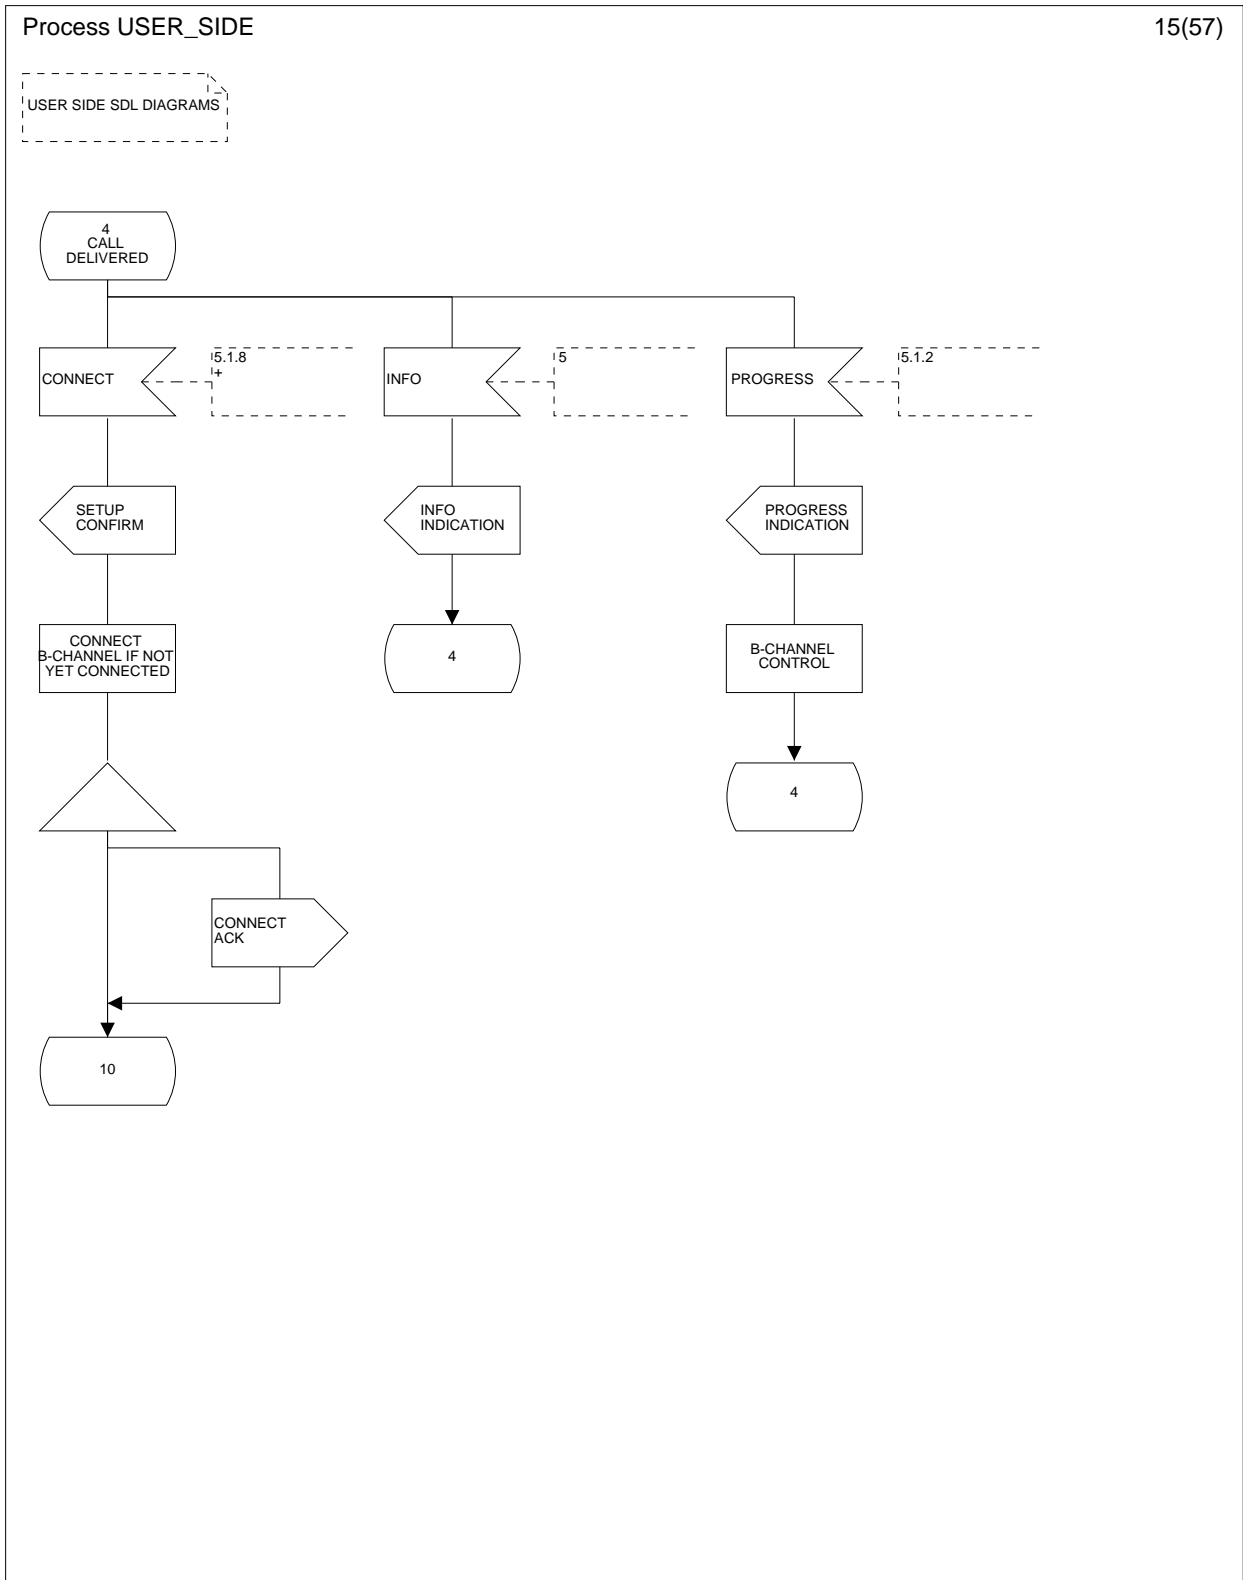 Process USER_SIDE
15(57)
USER SIDE SDL DIAGRAMS
4
CALL
DELIVERED
CONNECT
5.1.8
+
INFO
5
PROGRESS
5.1.2
SETUP
CONFIRM
INFO
INDICATION
PROGRESS
INDICATION
CONNECT
B-CHANNEL IF NOT
YET CONNECTED
4
B-CHANNEL
CONTROL
4
CONNECT
ACK
10